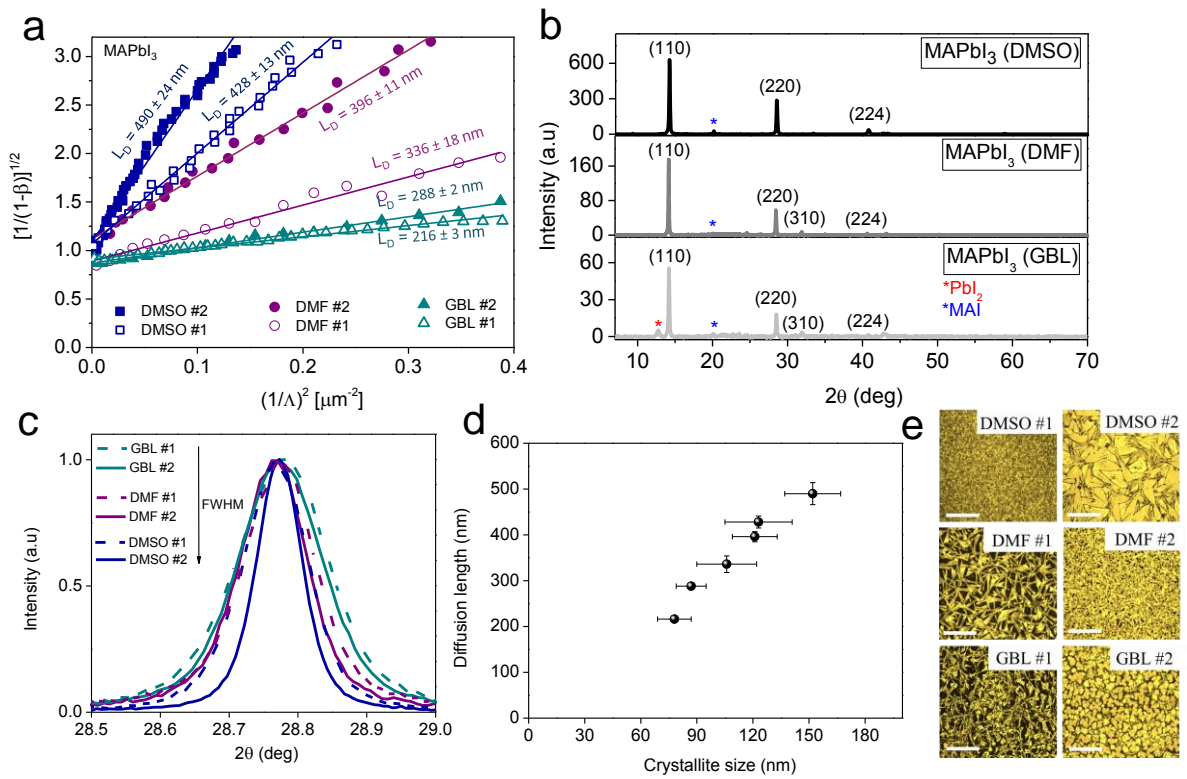 a
MAPbI3
[1/(1-β)]^1/2
3.0
2.5
2.0
1.5
1.0
0.5
0.0
0.0 0.1 0.2 0.3 0.4
(1/Λ)² [μm⁻²]
LD = 490 ± 24 nm
LD = 428 ± 13 nm
LD = 396 ± 11 nm
LD = 336 ± 18 nm
LD = 288 ± 2 nm
LD = 216 ± 3 nm
DMSO #2 DMF #2 GBL #2
DMSO #1 DMF #1 GBL #1
b
Intensity (a.u)
600
300
0
(110)
*
(220)
(224)
MAPbI3 (DMSO)
160
80
0
(110)
*
(220)
(310)
(224)
MAPbI3 (DMF)
60
30
0
(110)
*
*
(220)
(310)
(224)
MAPbI3 (GBL)
*PbI2
*MAI
10 20 30 40 50 60 70
2θ (deg)
c
Intensity (a.u)
1.0
0.5
0.0
GBL #1
GBL #2
DMF #1
DMF #2
DMSO #1
DMSO #2
FWHM
28.5 28.6 28.7 28.8 28.9 29.0
2θ (deg)
d
Diffusion length (nm)
600
500
400
300
200
100
0
0 30 60 90 120 150 180
Crystallite size (nm)
e
DMSO #1
DMSO #2
DMF #1
DMF #2
GBL #1
GBL #2